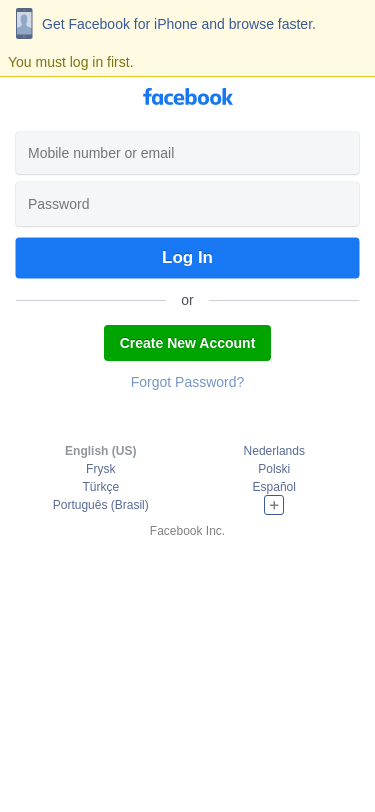 Get Facebook for iPhone and browse faster.
You must log in first.
facebook
Mobile number or email
Password
Log In
or
Create New Account
Forgot Password?
English (US)
Nederlands
Frysk
Polski
Türkçe
Español
Português (Brasil)
+
Facebook Inc.